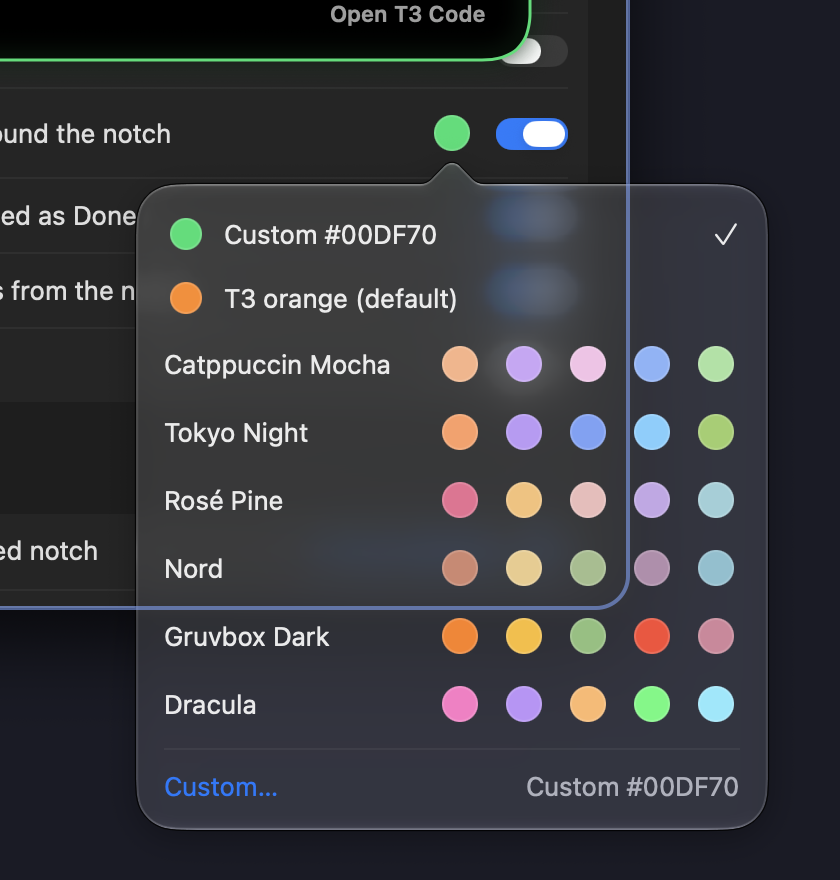 Open T3 Code
ound the notch
ed as Done
s from the n
Custom #00DF70
T3 orange (default)
Catppuccin Mocha
Tokyo Night
Rosé Pine
ed notch
Nord
Gruvbox Dark
Dracula
Custom...
Custom #00DF70